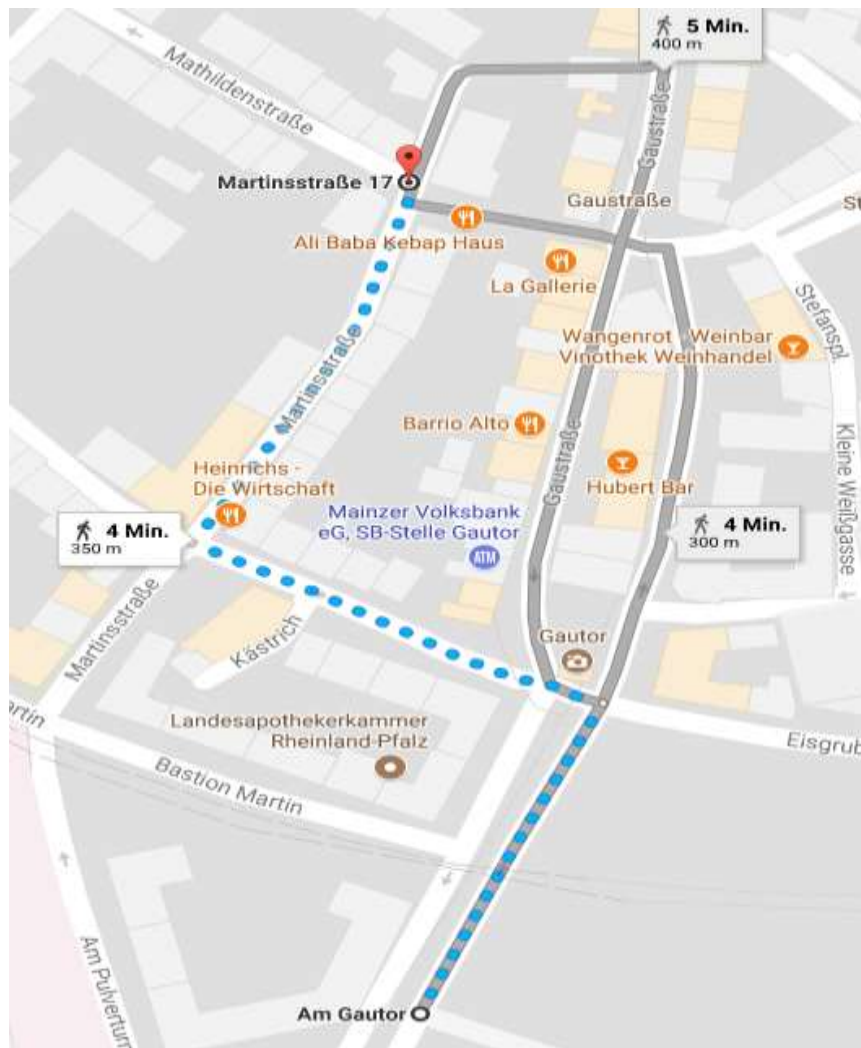 5 Min.
400 m
Mathildenstraße
Gaustraße
Martinsstraße 17
Gaustraße
St
Ali Baba Kebap Haus
La Gallerie
Stefanspl.
Wangenrot - Weinbar
Vinothek Weinhandel
Martinsstraße
Barrio Alto
Gaustraße
Heinrichs -
Die Wirtschaft
Hubert Bar
Kleine Weißgasse
Mainzer Volksbank
eG, SB-Stelle Gautor
ATM
4 Min.
350 m
4 Min.
300 m
Martinsstraße
Kästrich
Gautor
artin
Landesapothekerkammer
Rheinland-Pfalz
Eisgrub
Bastion Martin
Am Pulverturm
Am Gautor